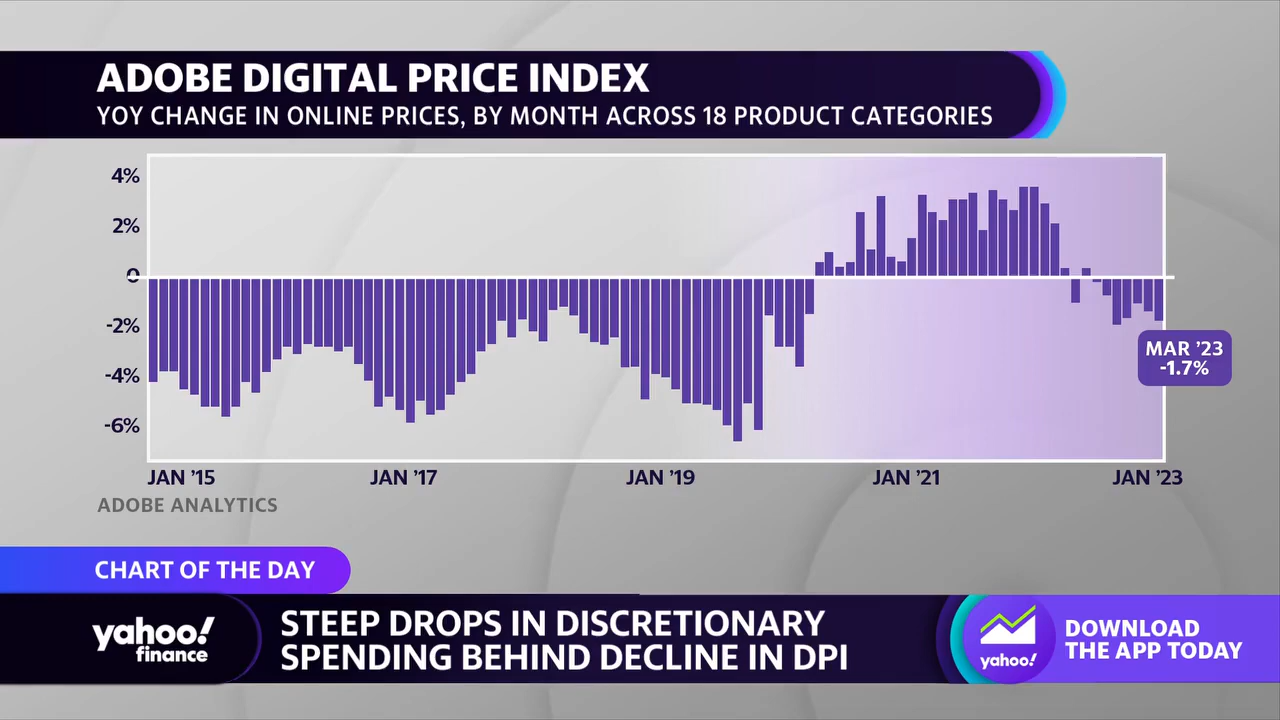 ADOBE DIGITAL PRICE INDEX
YOY CHANGE IN ONLINE PRICES, BY MONTH ACROSS 18 PRODUCT CATEGORIES
4%
2%
0
-2%
-4%
-6%
MAR ’23
-1.7%
JAN ’15 JAN ’17 JAN ’19 JAN ’21 JAN ’23
ADOBE ANALYTICS
CHART OF THE DAY
yahoo!
finance
STEEP DROPS IN DISCRETIONARY
SPENDING BEHIND DECLINE IN DPI
yahoo!
DOWNLOAD
THE APP TODAY